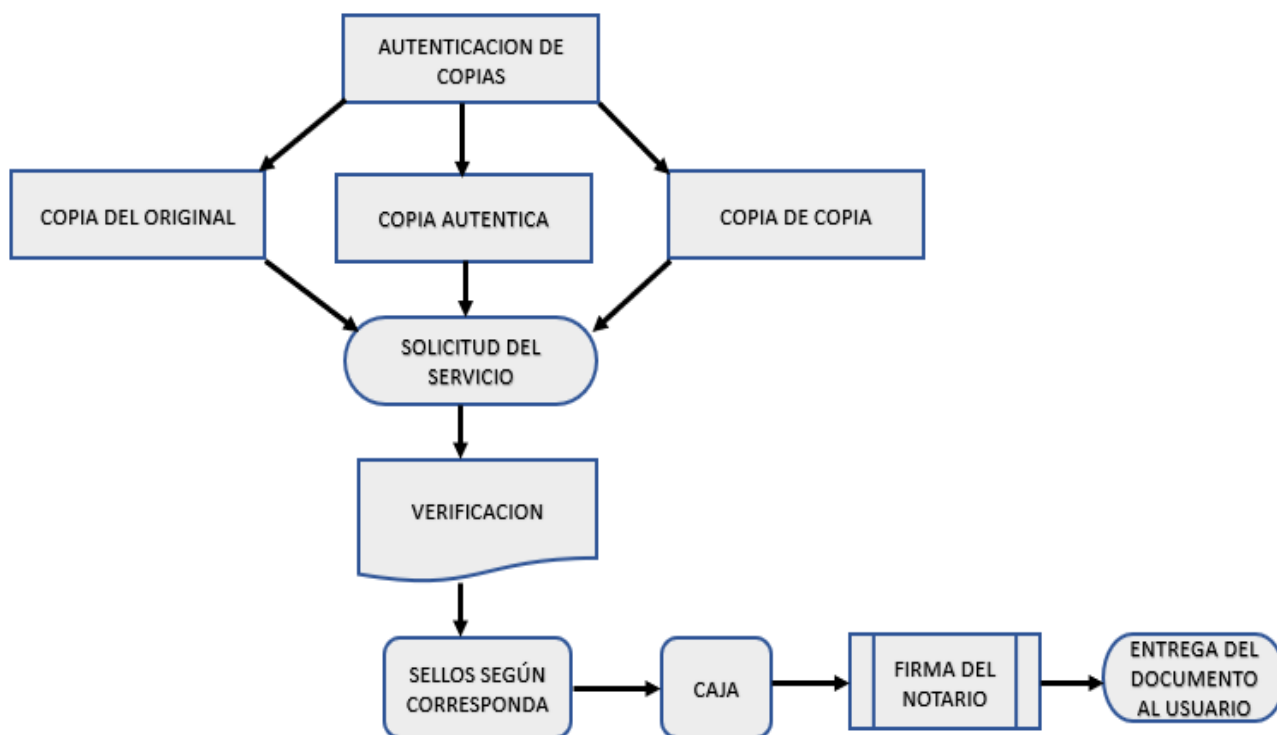 AUTENTICACION DE
COPIAS
COPIA DEL ORIGINAL
COPIA AUTENTICA
COPIA DE COPIA
SOLICITUD DEL
SERVICIO
VERIFICACION
SELLOS SEGÚN
CORRESPONDA
CAJA
FIRMA DEL
NOTARIO
ENTREGA DEL
DOCUMENTO
AL USUARIO